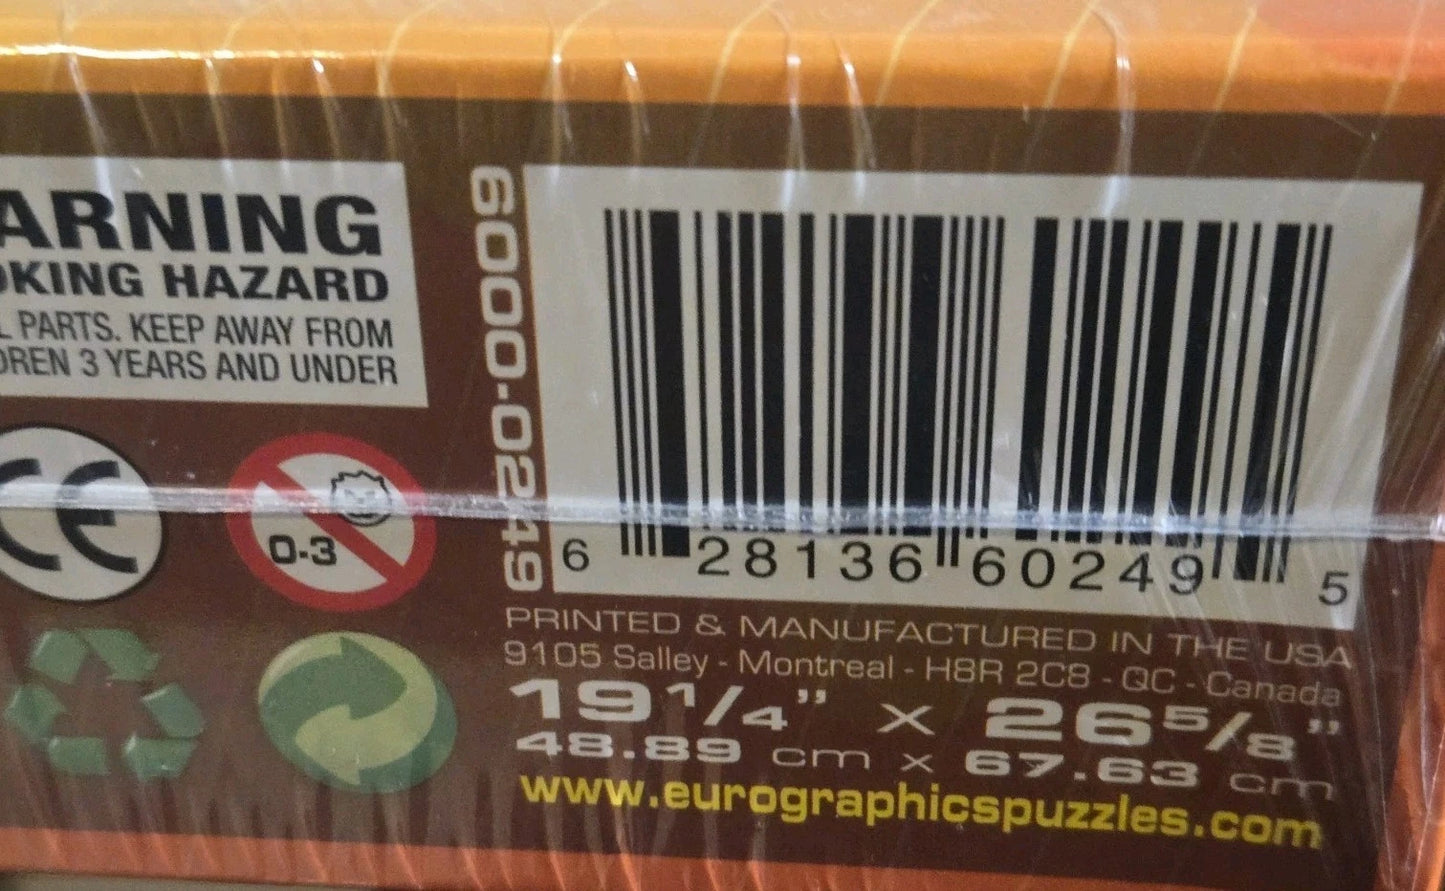 ARNING
KING HAZARD
PARTS. KEEP AWAY FROM
3 YEARS AND UNDER
CE
0-3
6000-0249
6 28136 60249 5
PRINTED & MANUFACTURED IN THE USA
9105 Salley - Montreal - H8R 2C8 - QC - Canada
19 1/4" x 26 5/8"
48.89 cm x 67.63 cm
www.eurographicspuzzles.com